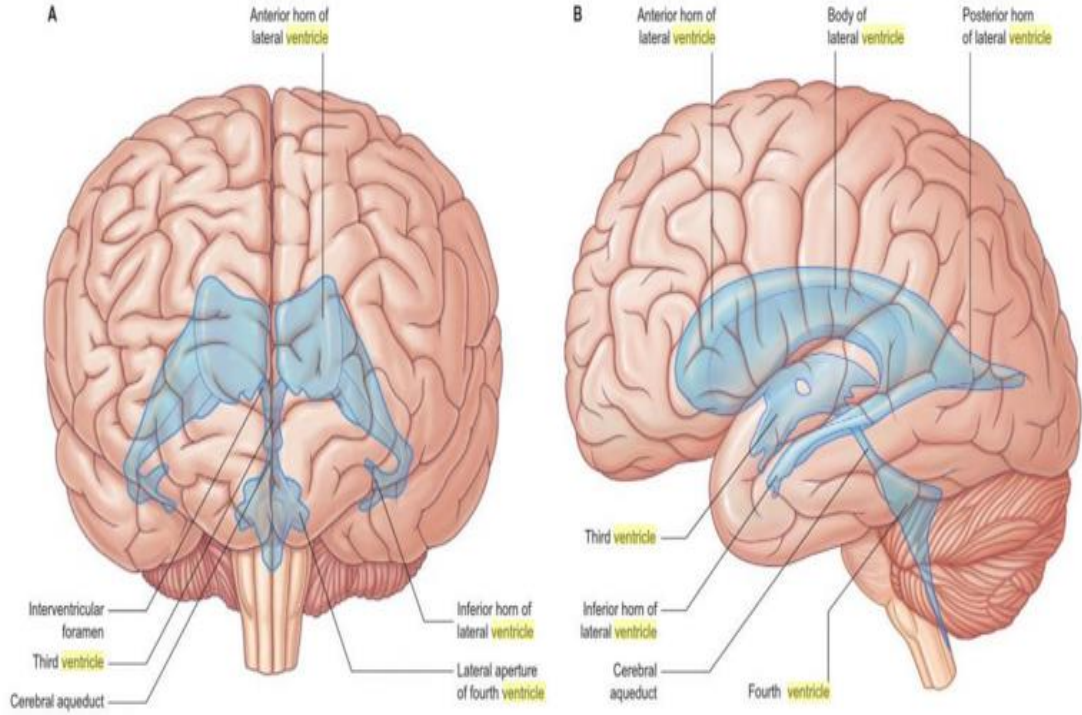 A
Anterior horn of
lateral ventricle
Interventricular
foramen
Third ventricle
Cerebral aqueduct
Inferior horn of
lateral ventricle
Lateral aperture
of fourth ventricle
B
Anterior horn of
lateral ventricle
Body of
lateral ventricle
Posterior horn
of lateral ventricle
Third ventricle
Inferior horn of
lateral ventricle
Cerebral
aqueduct
Fourth ventricle